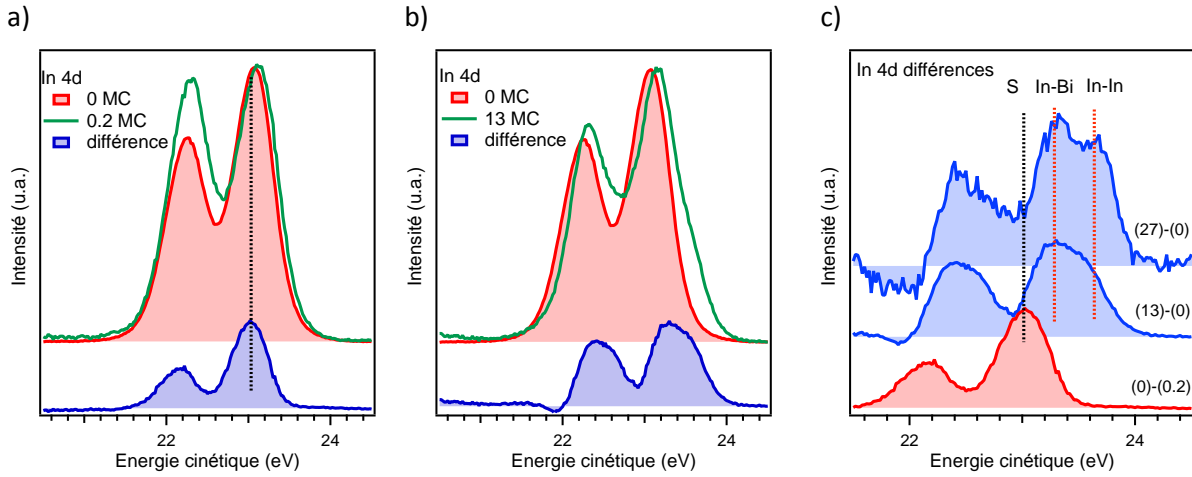 a)
In 4d
0 MC
0.2 MC
différence
Intensité (u.a.)
22
24
Energie cinétique (eV)
b)
In 4d
0 MC
13 MC
différence
Intensité (u.a.)
22
24
Energie cinétique (eV)
c)
In 4d différences
S
In-Bi
In-In
(27)-(0)
(13)-(0)
(0)-(0.2)
Intensité (u.a.)
22
24
Energie cinétique (eV)